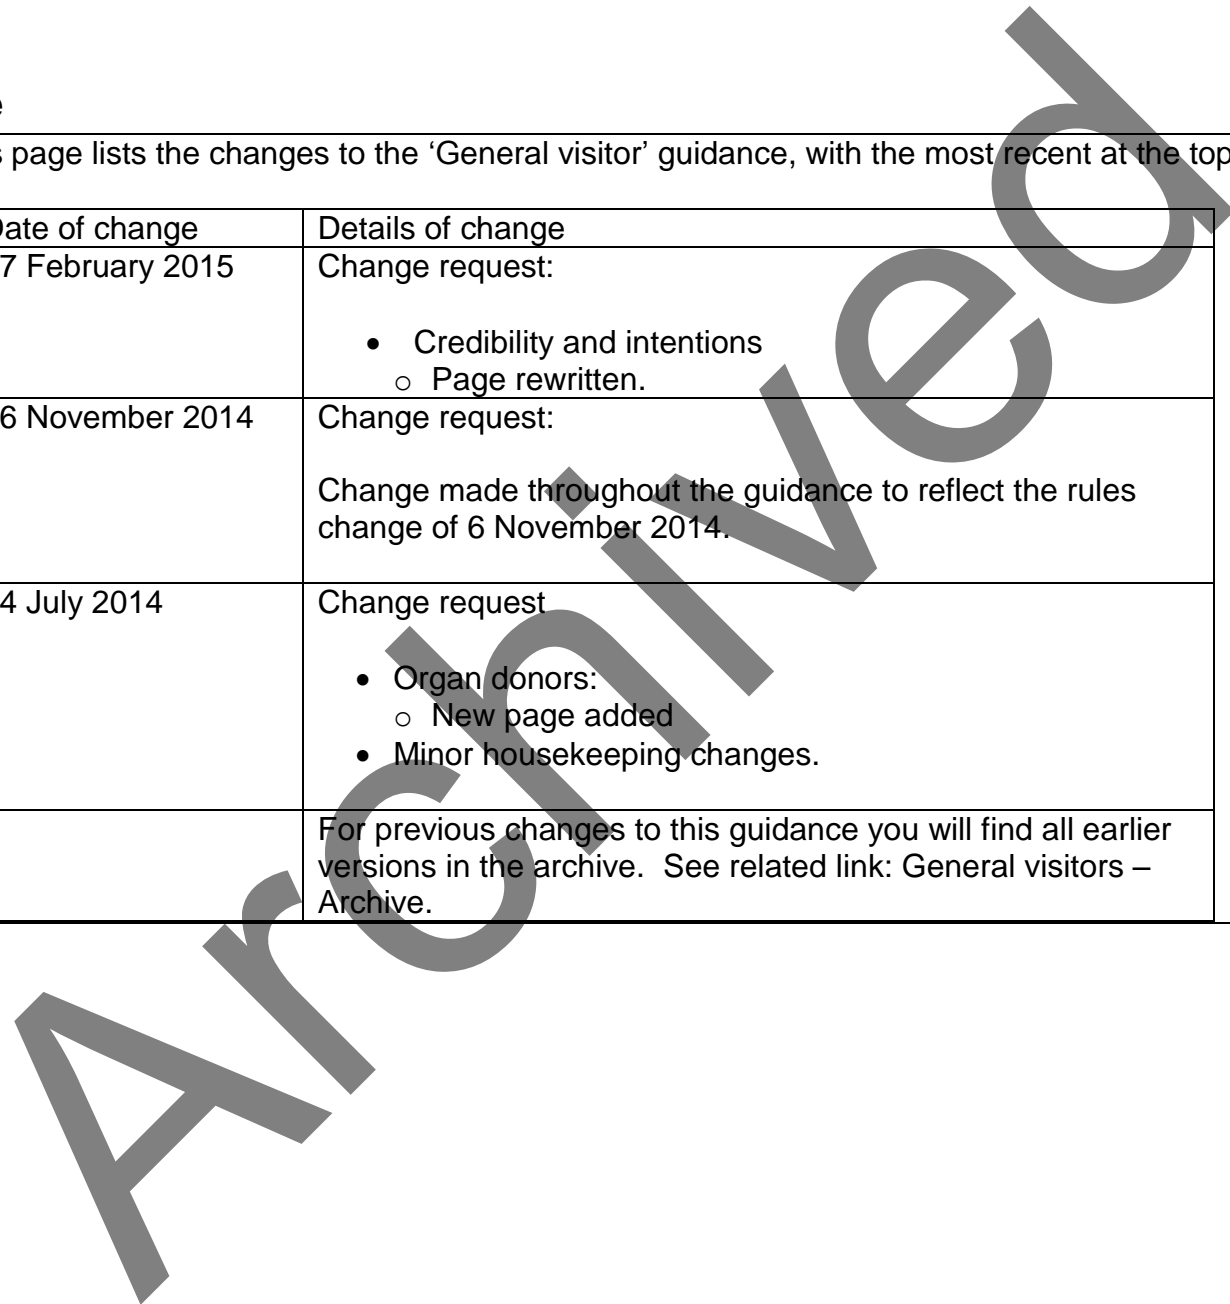 e
s page lists the changes to the ‘General visitor’ guidance, with the most recent at the top
Date of change
Details of change
7 February 2015
Change request:
• Credibility and intentions
o Page rewritten.
6 November 2014
Change request:
Change made throughout the guidance to reflect the rules
change of 6 November 2014.
4 July 2014
Change request
• Organ donors:
o New page added
• Minor housekeeping changes.
For previous changes to this guidance you will find all earlier
versions in the archive. See related link: General visitors –
Archive.
Archived